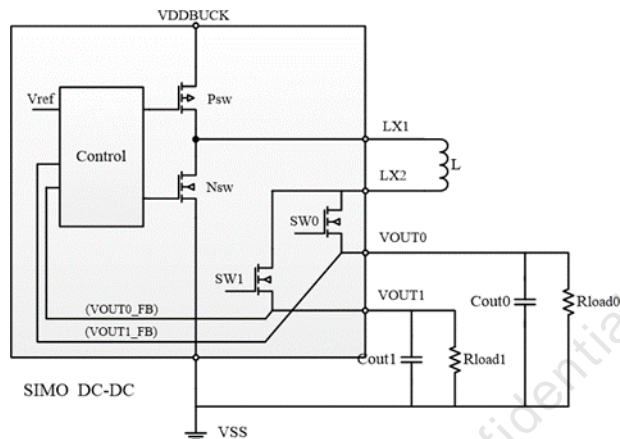 VDDBUCK
Vref
Psw
LX1
Control
L
LX2
Nsw
SW0
VOUT0
SW1
(VOUT0_FB)
VOUT1
Cout0
Rload0
(VOUT1_FB)
Cout1
Rload1
SIMO DC-DC
VSS